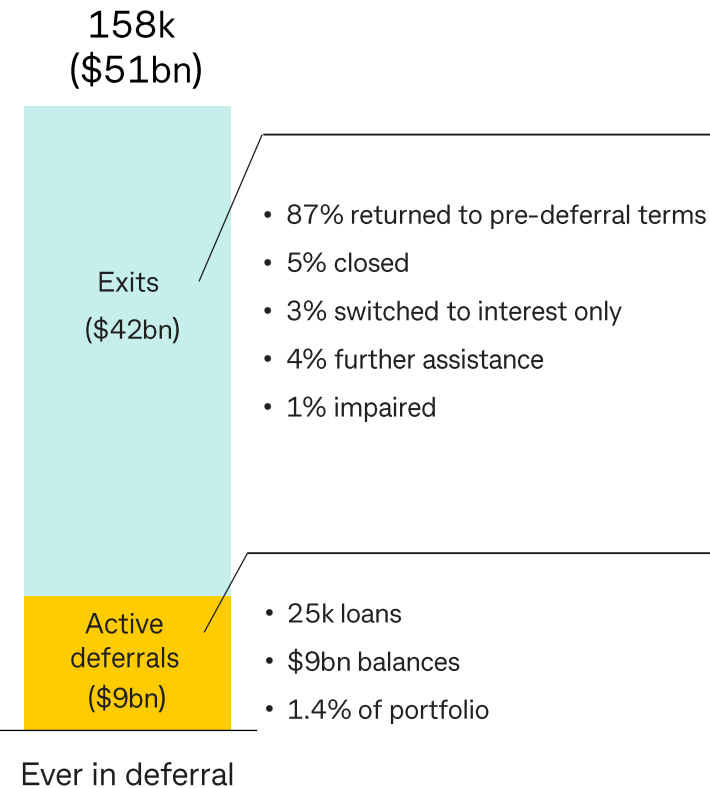 158k
($51bn)
Exits
($42bn)
• 87% returned to pre-deferral terms
• 5% closed
• 3% switched to interest only
• 4% further assistance
• 1% impaired
Active
deferrals
($9bn)
• 25k loans
• $9bn balances
• 1.4% of portfolio
Ever in deferral